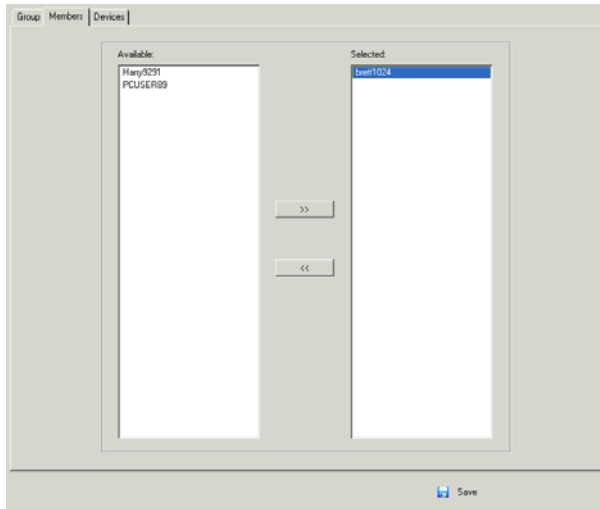 Group Members Devices
Available: Selected:
Harry9291 brett1024
PCUSER89
>>
<<
Save